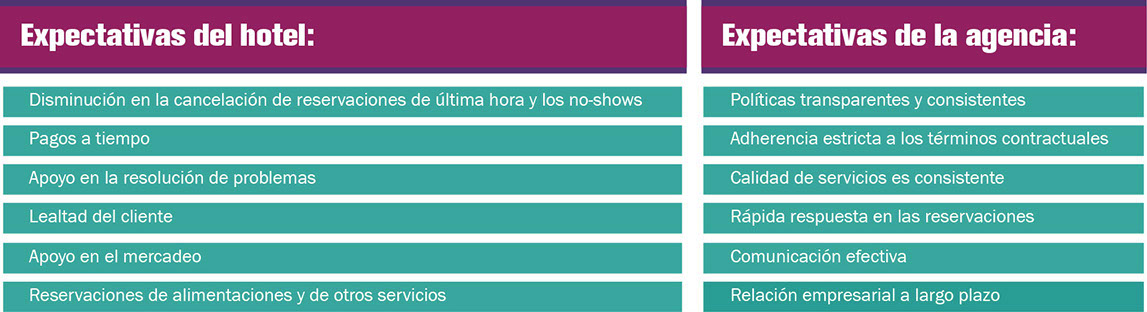 Expectativas del hotel:
Disminución en la cancelación de reservaciones de última hora y los no-shows
Pagos a tiempo
Apoyo en la resolución de problemas
Lealtad del cliente
Apoyo en el mercadeo
Reservaciones de alimentaciones y de otros servicios
Expectativas de la agencia:
Políticas transparentes y consistentes
Adherencia estricta a los términos contractuales
Calidad de servicios es consistente
Rápida respuesta en las reservaciones
Comunicación efectiva
Relación empresarial a largo plazo